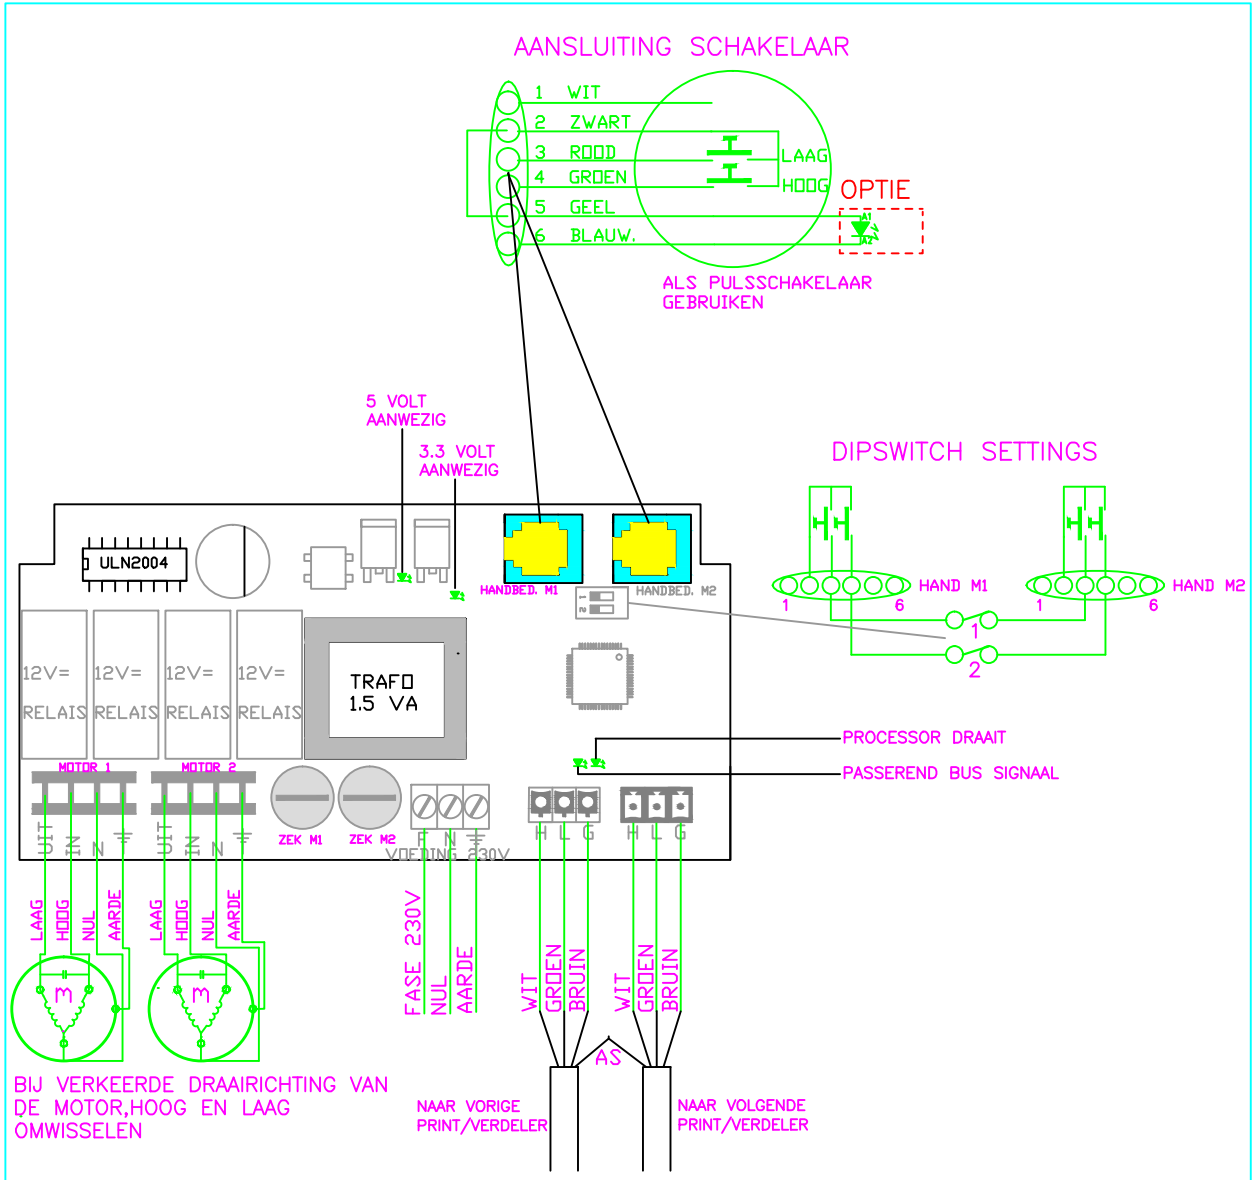 AANSLUITING SCHAKELAAR
1 WIT
2 ZWART
3 ROOD
4 GROEN
5 GEEL
6 BLAUW.
LAAG
HOOG
OPTIE
A1
A2
ALS PULSSCHAKELAAR
GEBRUIKEN
5 VOLT
AANWEZIG
3.3 VOLT
AANWEZIG
DIPSWITCH SETTINGS
HAND M1
1 6
HAND M2
1 6
1
2
ULN2004
HANDBED. M1
HANDBED. M2
1
2
12V=
RELAIS
12V=
RELAIS
12V=
RELAIS
12V=
RELAIS
TRAFO
1.5 VA
PROCESSOR DRAAIT
PASSEREND BUS SIGNAAL
MOTOR 1
MOTOR 2
UIT
IN
N
UIT
IN
N
ZEK M1
ZEK M2
F N
VOEDING 230V
H L G
H L G
LAAG
HOOG
NUL
AARDE
LAAG
HOOG
NUL
AARDE
FASE 230V
NUL
AARDE
WIT
GROEN
BRUIN
WIT
GROEN
BRUIN
M
M
AS
BIJ VERKEERDE DRAAIRICHTING VAN
DE MOTOR,HOOG EN LAAG
OMWISSELEN
NAAR VORIGE
PRINT/VERDELER
NAAR VOLGENDE
PRINT/VERDELER